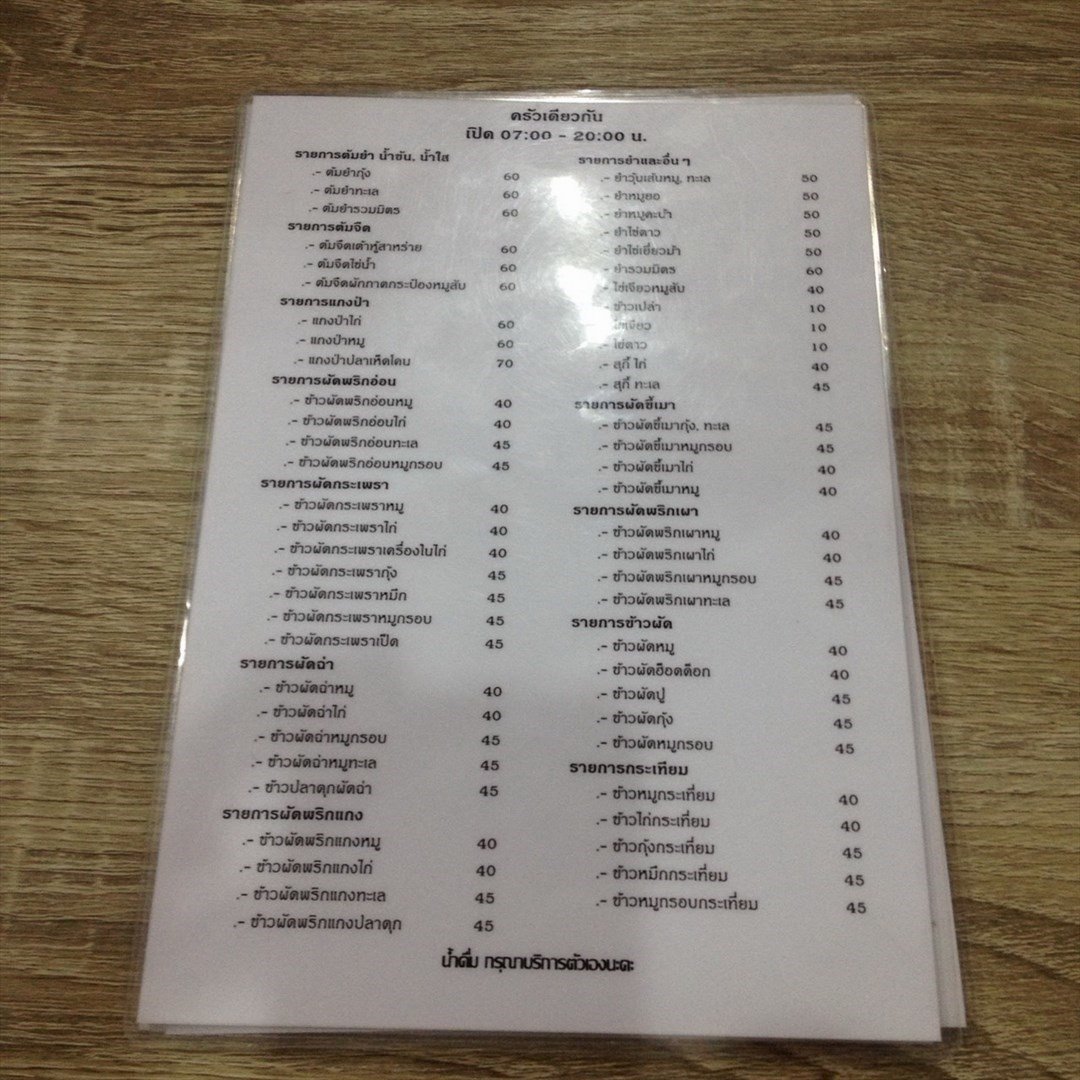 ครัวเดียวกัน
เปิด 07:00 - 20:00 น.
รายการต้มยำ น้ำข้น, น้ำใส
.- ต้มยำกุ้ง 60
.- ต้มยำทะเล 60
.- ต้มยำรวมมิตร 60
รายการต้มจืด
.- ต้มจืดเต้าหู้สาหร่าย 60
.- ต้มจืดไข่น้ำ 60
.- ต้มจืดผักกาดกระป๋องหมูสับ 60
รายการแกงป่า
.- แกงป่าไก่ 60
.- แกงป่าหมู 60
.- แกงป่าปลาเห็ดโคน 70
รายการผัดพริกอ่อน
.- ข้าวผัดพริกอ่อนหมู 40
.- ข้าวผัดพริกอ่อนไก่ 40
.- ข้าวผัดพริกอ่อนทะเล 45
.- ข้าวผัดพริกอ่อนหมูกรอบ 45
รายการผัดกระเพรา
.- ข้าวผัดกระเพราหมู 40
.- ข้าวผัดกระเพราไก่ 40
.- ข้าวผัดกระเพราเครื่องในไก่ 40
.- ข้าวผัดกระเพรากุ้ง 45
.- ข้าวผัดกระเพราหมึก 45
.- ข้าวผัดกระเพราหมูกรอบ 45
.- ข้าวผัดกระเพราเป็ด 45
รายการผัดฉ่า
.- ข้าวผัดฉ่าหมู 40
.- ข้าวผัดฉ่าไก่ 40
.- ข้าวผัดฉ่าหมูกรอบ 45
.- ข้าวผัดฉ่าหมูทะเล 45
.- ข้าวปลาดุกผัดฉ่า 45
รายการผัดพริกแกง
.- ข้าวผัดพริกแกงหมู 40
.- ข้าวผัดพริกแกงไก่ 40
.- ข้าวผัดพริกแกงทะเล 45
.- ข้าวผัดพริกแกงปลาดุก 45
รายการยำและอื่น ๆ
.- ยำวุ้นเส้นหมู, ทะเล 50
.- ยำหมูยอ 50
.- ยำหมูคะน้า 50
.- ยำไข่ดาว 50
.- ยำไข่เยี่ยวม้า 50
.- ยำรวมมิตร 60
.- ไข่เจียวหมูสับ 40
.- ข้าวเปล่า 10
.- ไข่เจียว 10
.- ไข่ดาว 10
.- สุกี้ ไก่ 40
.- สุกี้ ทะเล 45
รายการผัดขี้เมา
.- ข้าวผัดขี้เมากุ้ง, ทะเล 45
.- ข้าวผัดขี้เมาหมูกรอบ 45
.- ข้าวผัดขี้เมาไก่ 40
.- ข้าวผัดขี้เมาหมู 40
รายการผัดพริกเผา
.- ข้าวผัดพริกเผาหมู 40
.- ข้าวผัดพริกเผาไก่ 40
.- ข้าวผัดพริกเผาหมูกรอบ 45
.- ข้าวผัดพริกเผาทะเล 45
รายการข้าวผัด
.- ข้าวผัดหมู 40
.- ข้าวผัดฮ็อตด็อก 40
.- ข้าวผัดปู 45
.- ข้าวผัดกุ้ง 45
.- ข้าวผัดหมูกรอบ 45
รายการกระเทียม
.- ข้าวหมูกระเทียม 40
.- ข้าวไก่กระเทียม 40
.- ข้าวกุ้งกระเทียม 45
.- ข้าวหมึกกระเทียม 45
.- ข้าวหมูกรอบกระเทียม 45
น้ำดื่ม กรุณาบริการตัวเองนะคะ